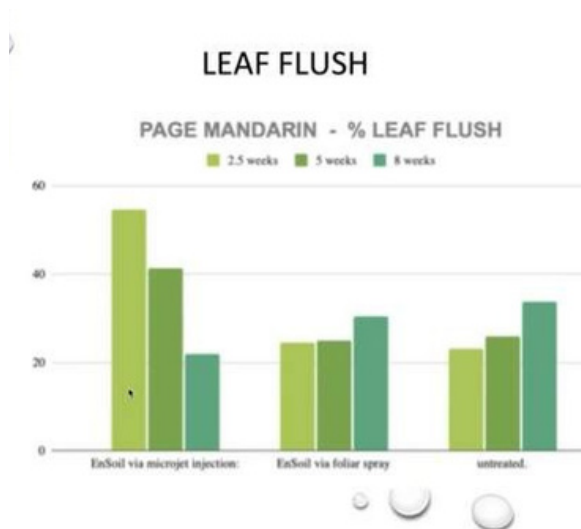 LEAF FLUSH
PAGE MANDARIN - % LEAF FLUSH
2.5 weeks 5 weeks 8 weeks
60
40
20
0
EnSoil via microjet injection: EnSoil via foliar spray untreated.